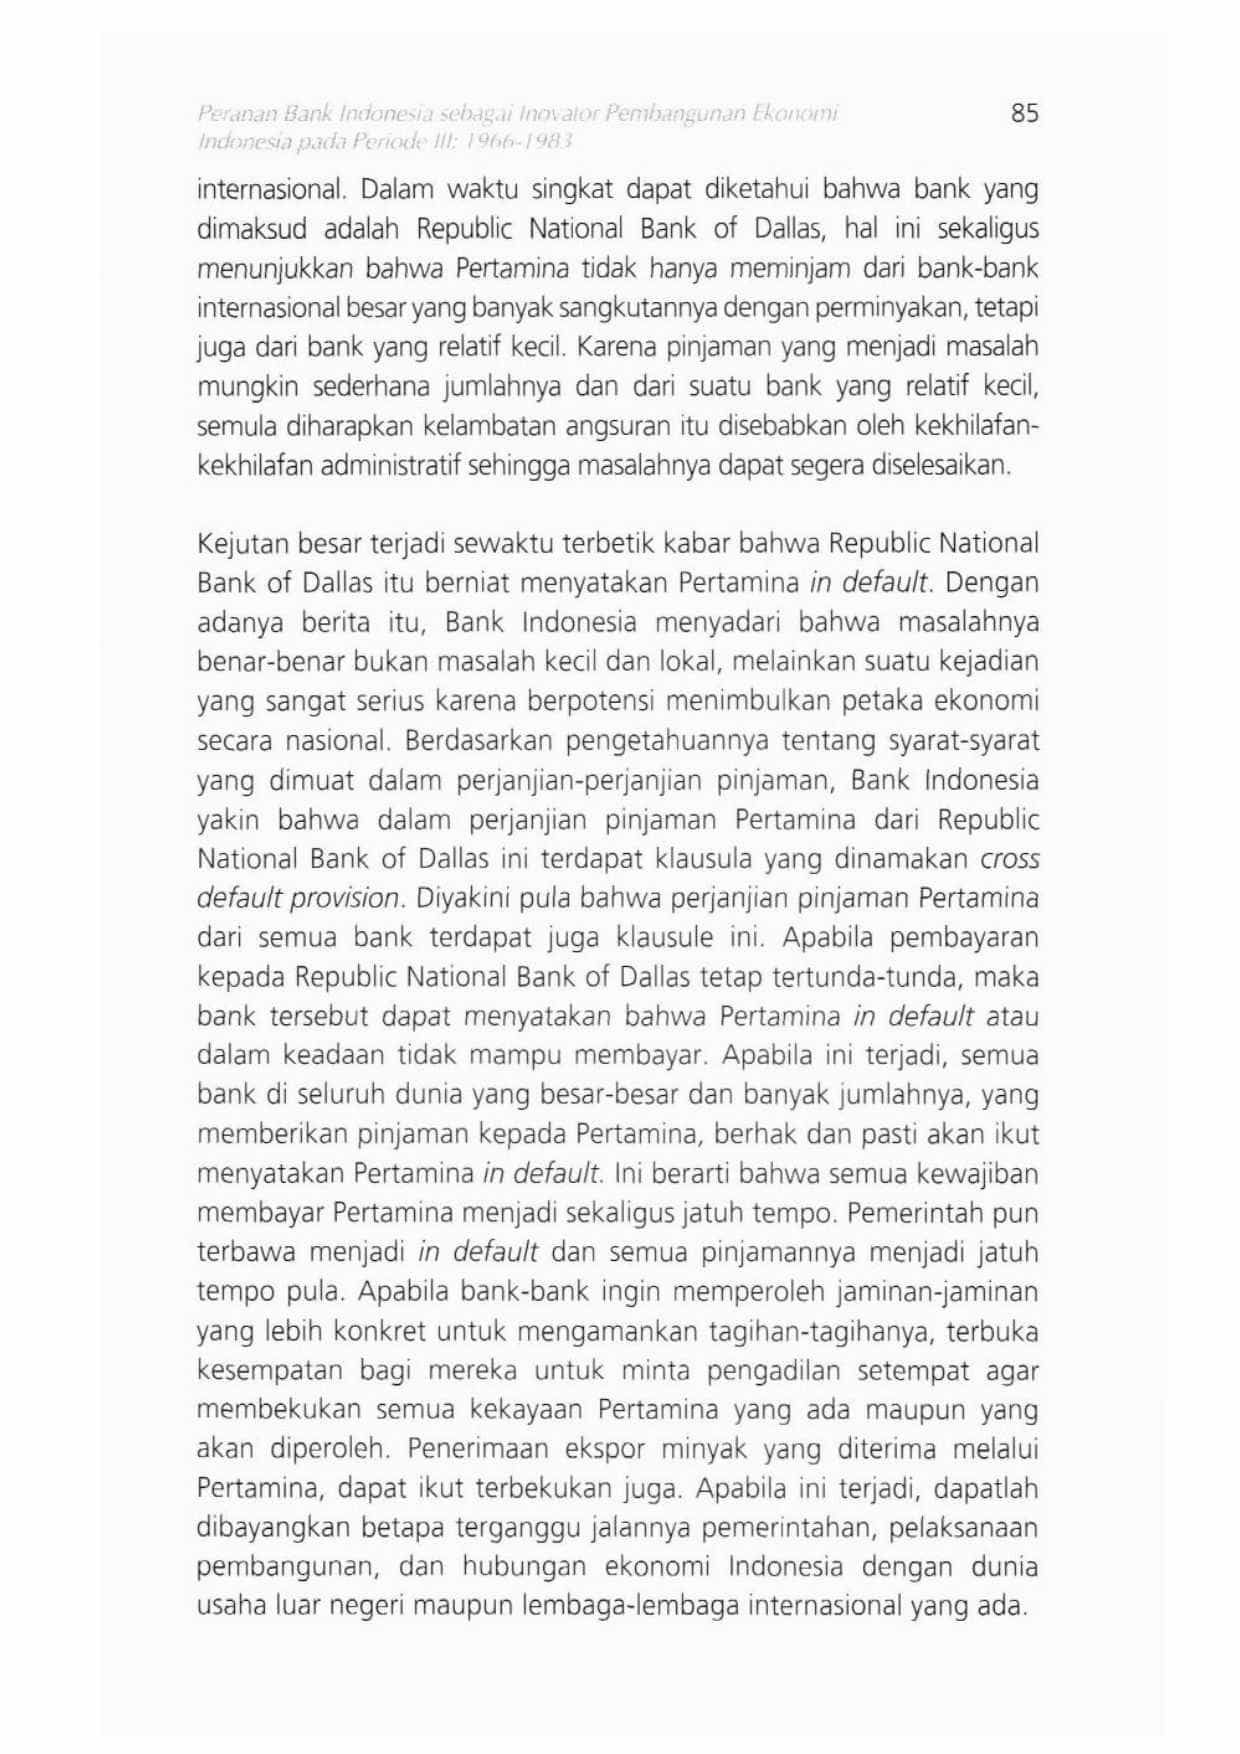 Peranan Bank Indonesia sebagai Inovator Pembangunan Ekonomi
85
Indonesia pada Periode III: 1966-1983
internasional. Dalam waktu singkat dapat diketahui bahwa bank yang
dimaksud adalah Republic National Bank of Dallas, hal ini sekaligus
menunjukkan bahwa Pertamina tidak hanya meminjam dari bank-bank
internasional besar yang banyak sangkutannya dengan perminyakan, tetapi
juga dari bank yang relatif kecil. Karena pinjaman yang menjadi masalah
mungkin sederhana jumlahnya dan dari suatu bank yang relatif kecil,
semula diharapkan kelambatan angsuran itu disebabkan oleh kekhilafan-
kekhilafan administratif sehingga masalahnya dapat segera diselesaikan.
Kejutan besar terjadi sewaktu terbetik kabar bahwa Republic National
Bank of Dallas itu berniat menyatakan Pertamina in default. Dengan
adanya berita itu, Bank Indonesia menyadari bahwa masalahnya
benar-benar bukan masalah kecil dan lokal, melainkan suatu kejadian
yang sangat serius karena berpotensi menimbulkan petaka ekonomi
secara nasional. Berdasarkan pengetahuannya tentang syarat-syarat
yang dimuat dalam perjanjian-perjanjian pinjaman, Bank Indonesia
yakin bahwa dalam perjanjian pinjaman Pertamina dari Republic
National Bank of Dallas ini terdapat klausula yang dinamakan cross
default provision. Diyakini pula bahwa perjanjian pinjaman Pertamina
dari semua bank terdapat juga klausule ini. Apabila pembayaran
kepada Republic National Bank of Dallas tetap tertunda-tunda, maka
bank tersebut dapat menyatakan bahwa Pertamina in default atau
dalam keadaan tidak mampu membayar. Apabila ini terjadi, semua
bank di seluruh dunia yang besar-besar dan banyak jumlahnya, yang
memberikan pinjaman kepada Pertamina, berhak dan pasti akan ikut
menyatakan Pertamina in default. Ini berarti bahwa semua kewajiban
membayar Pertamina menjadi sekaligus jatuh tempo. Pemerintah pun
terbawa menjadi in default dan semua pinjamannya menjadi jatuh
tempo pula. Apabila bank-bank ingin memperoleh jaminan-jaminan
yang lebih konkret untuk mengamankan tagihan-tagihanya, terbuka
kesempatan bagi mereka untuk minta pengadilan setempat agar
membekukan semua kekayaan Pertamina yang ada maupun yang
akan diperoleh. Penerimaan ekspor minyak yang diterima melalui
Pertamina, dapat ikut terbekukan juga. Apabila ini terjadi, dapatlah
dibayangkan betapa terganggu jalannya pemerintahan, pelaksanaan
pembangunan, dan hubungan ekonomi Indonesia dengan dunia
usaha luar negeri maupun lembaga-lembaga internasional yang ada.